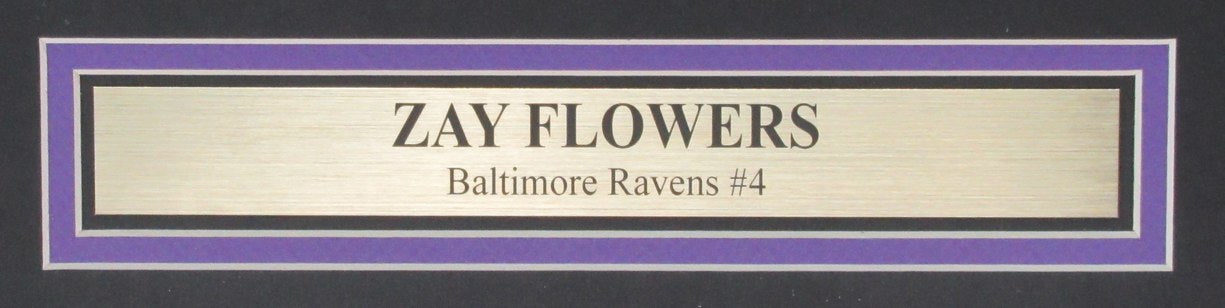 ZAY FLOWERS
Baltimore Ravens #4